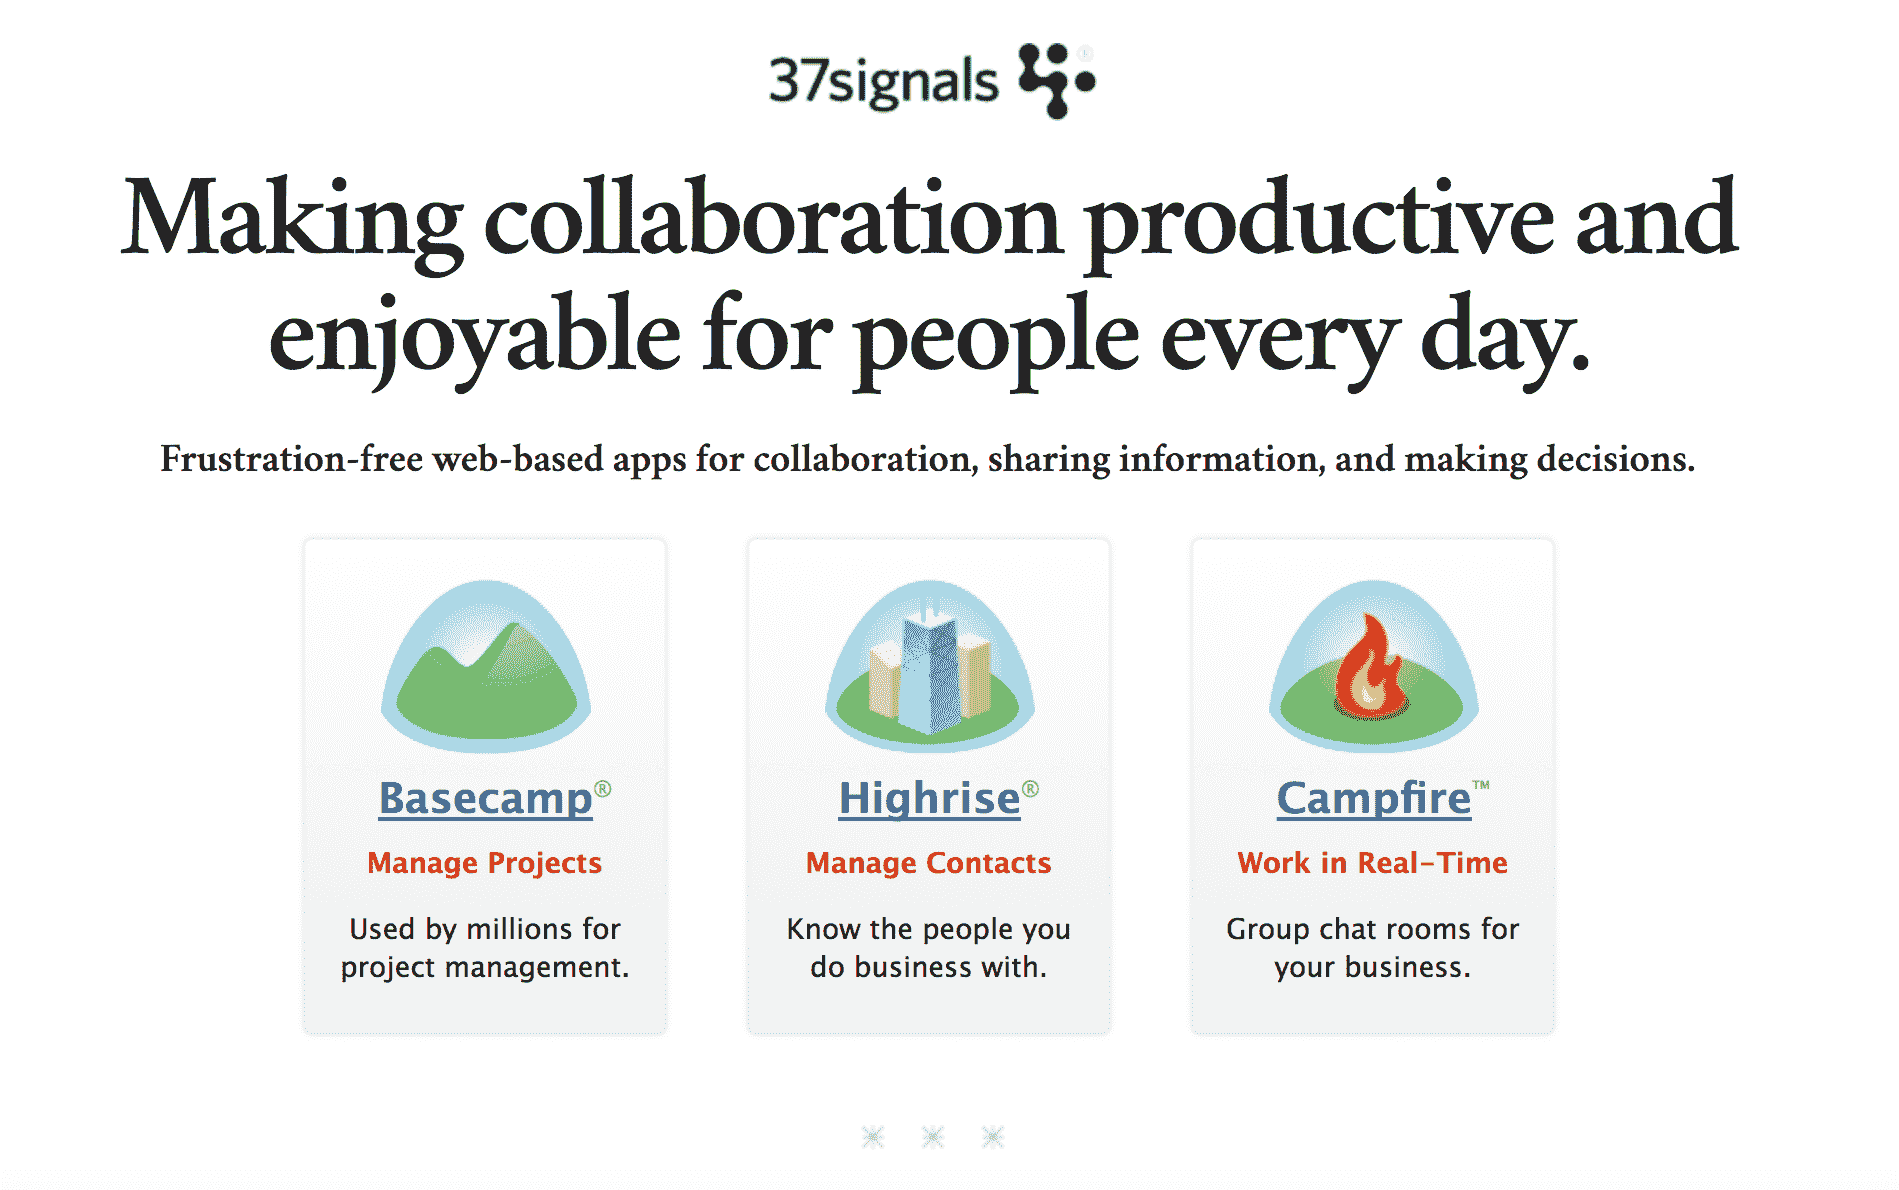 37signals
Making collaboration productive and
enjoyable for people every day.
Frustration-free web-based apps for collaboration, sharing information, and making decisions.
Basecamp®
Manage Projects
Used by millions for
project management.
Highrise®
Manage Contacts
Know the people you
do business with.
Campfire™
Work in Real-Time
Group chat rooms for
your business.